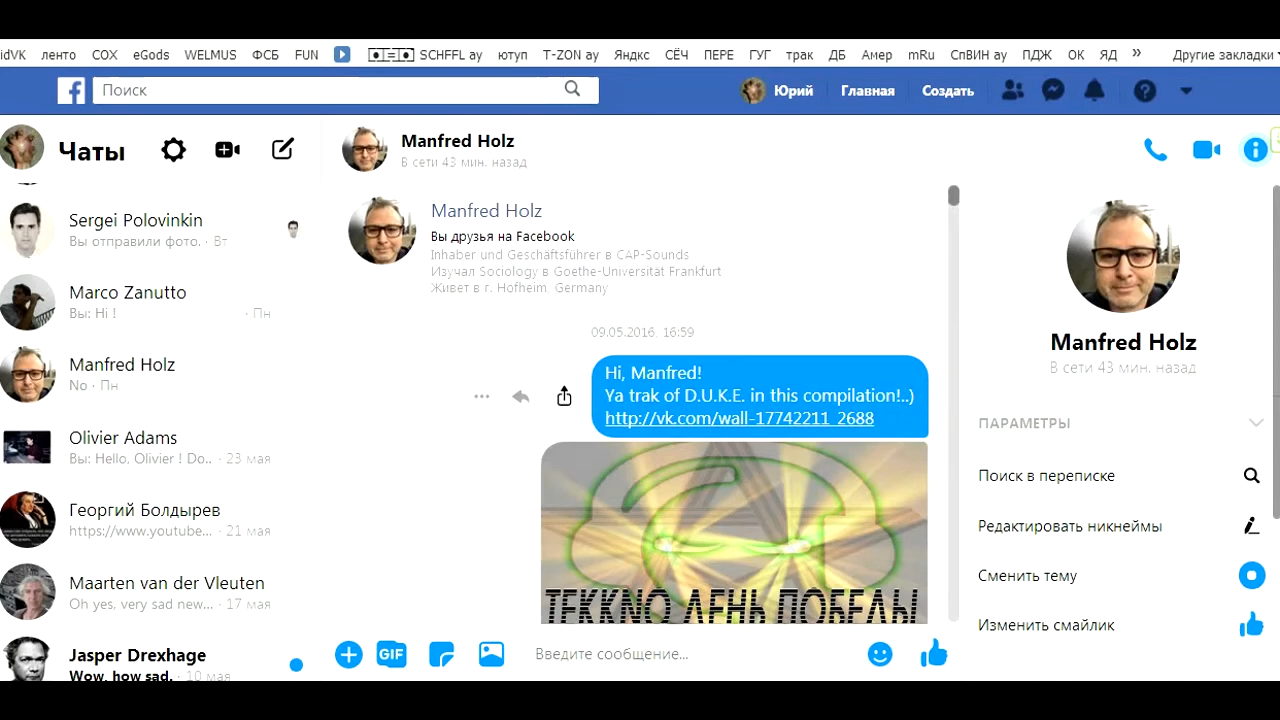 idVK ленто СОХ eGods WELMUS ФСБ FUN SCHFFL ау ютуп T-ZON ау Яндкс СЁЧ ПЕРЕ ГУГ трак ДБ Амер mRu СпВИН ау ПДЖ ОК ЯД » Другие закладки
Поиск
Юрий Главная Создать
Чаты
Manfred Holz
В сети 43 мин. назад
Sergei Polovinkin
Вы отправили фото. · Вт
Marco Zanutto
Вы: Hi ! · Пн
Manfred Holz
No · Пн
Olivier Adams
Вы: Hello, Olivier ! Do.. · 23 мая
Георгий Болдырев
https://www.youtube... · 21 мая
Maarten van der Vleuten
Oh yes, very sad new... · 17 мая
Jasper Drexhage
Wow, how sad. · 10 мая
Manfred Holz
Вы друзья на Facebook
Inhaber und Geschäftsführer в CAP-Sounds
Изучал Sociology в Goethe-Universität Frankfurt
Живет в г. Hofheim, Germany
09.05.2016, 16:59
Hi, Manfred!
Ya trak of D.U.K.E. in this compilation!..)
http://vk.com/wall-17742211_2688
TEKKNO ДЕНЬ ПОБЕДЫ
GIF
Введите сообщение...
Manfred Holz
В сети 43 мин. назад
ПАРАМЕТРЫ
Поиск в переписке
Редактировать никнеймы
Сменить тему
Изменить смайлик